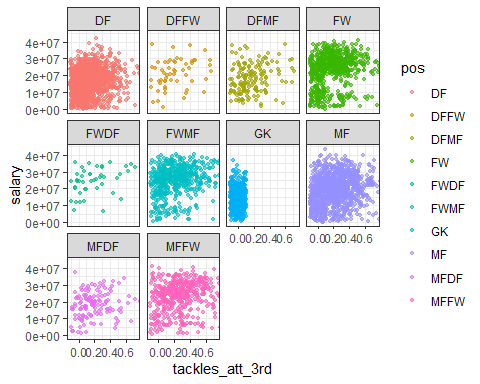 DF DFFW DFMF FW
4e+07
3e+07
2e+07
1e+07
0e+00
FWDF FWMF GK MF
4e+07
3e+07
2e+07
1e+07
0e+00
0.00.20.40.6 0.00.20.40.6
MFDF MFFW
4e+07
3e+07
2e+07
1e+07
0e+00
0.00.20.40.6 0.00.20.40.6
tackles_att_3rd
salary
pos
DF
DFFW
DFMF
FW
FWDF
FWMF
GK
MF
MFDF
MFFW